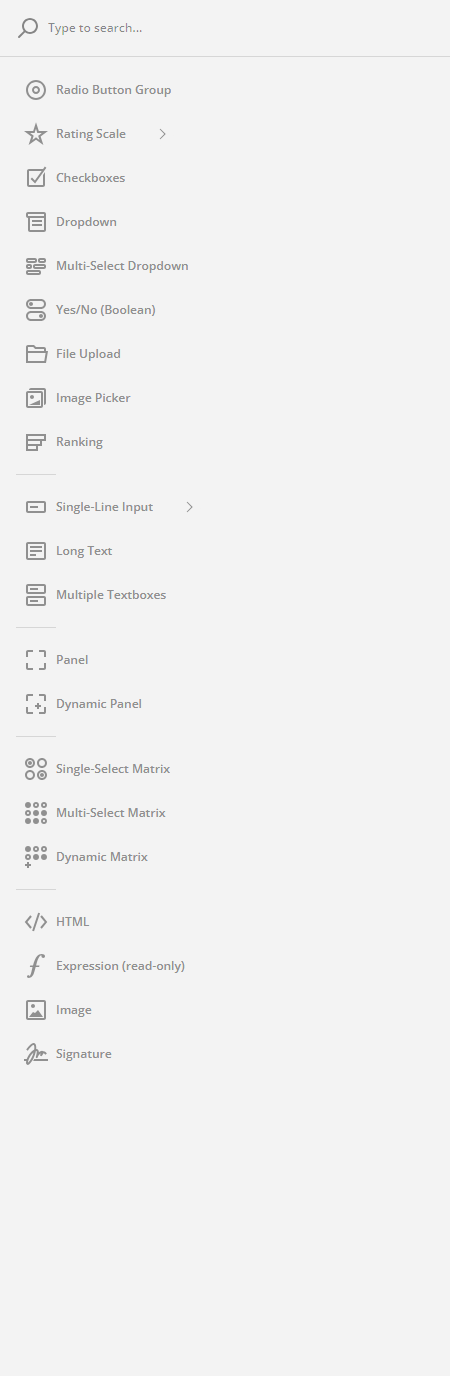 Type to search...
Radio Button Group
Rating Scale
Checkboxes
Dropdown
Multi-Select Dropdown
Yes/No (Boolean)
File Upload
Image Picker
Ranking
Single-Line Input
Long Text
Multiple Textboxes
Panel
Dynamic Panel
Single-Select Matrix
Multi-Select Matrix
Dynamic Matrix
HTML
Expression (read-only)
Image
Signature